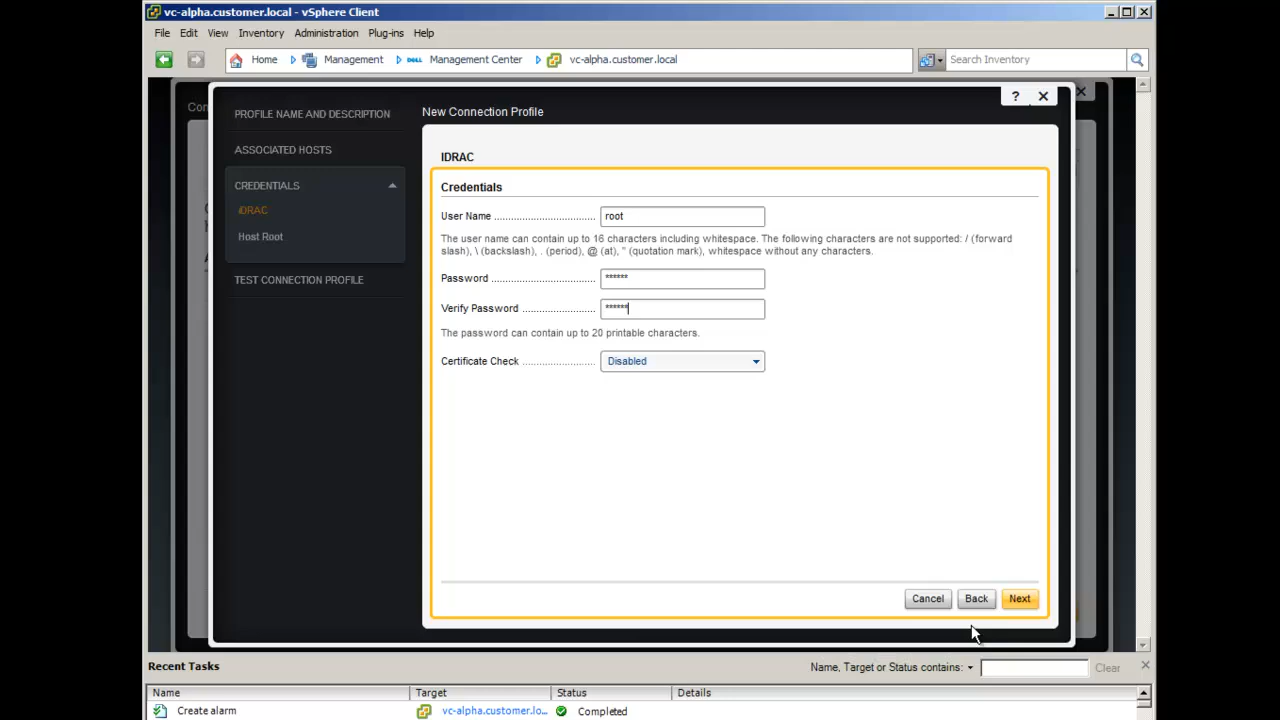 vc-alpha.customer.local - vSphere Client
File Edit View Inventory Administration Plug-ins Help
Home Management DELL Management Center vc-alpha.customer.local Search Inventory
? ×
New Connection Profile
PROFILE NAME AND DESCRIPTION
ASSOCIATED HOSTS
CREDENTIALS
iDRAC
Host Root
TEST CONNECTION PROFILE
IDRAC
Credentials
User Name ................................... root
The user name can contain up to 16 characters including whitespace. The following characters are not supported: / (forward
slash), \ (backslash), . (period), @ (at), " (quotation mark), whitespace without any characters.
Password .................................... ******
Verify Password ......................... ******
The password can contain up to 20 printable characters.
Certificate Check ......................... Disabled
Cancel Back Next
Recent Tasks Name, Target or Status contains: Clear
Name Target Status Details
Create alarm vc-alpha.customer.lo... Completed